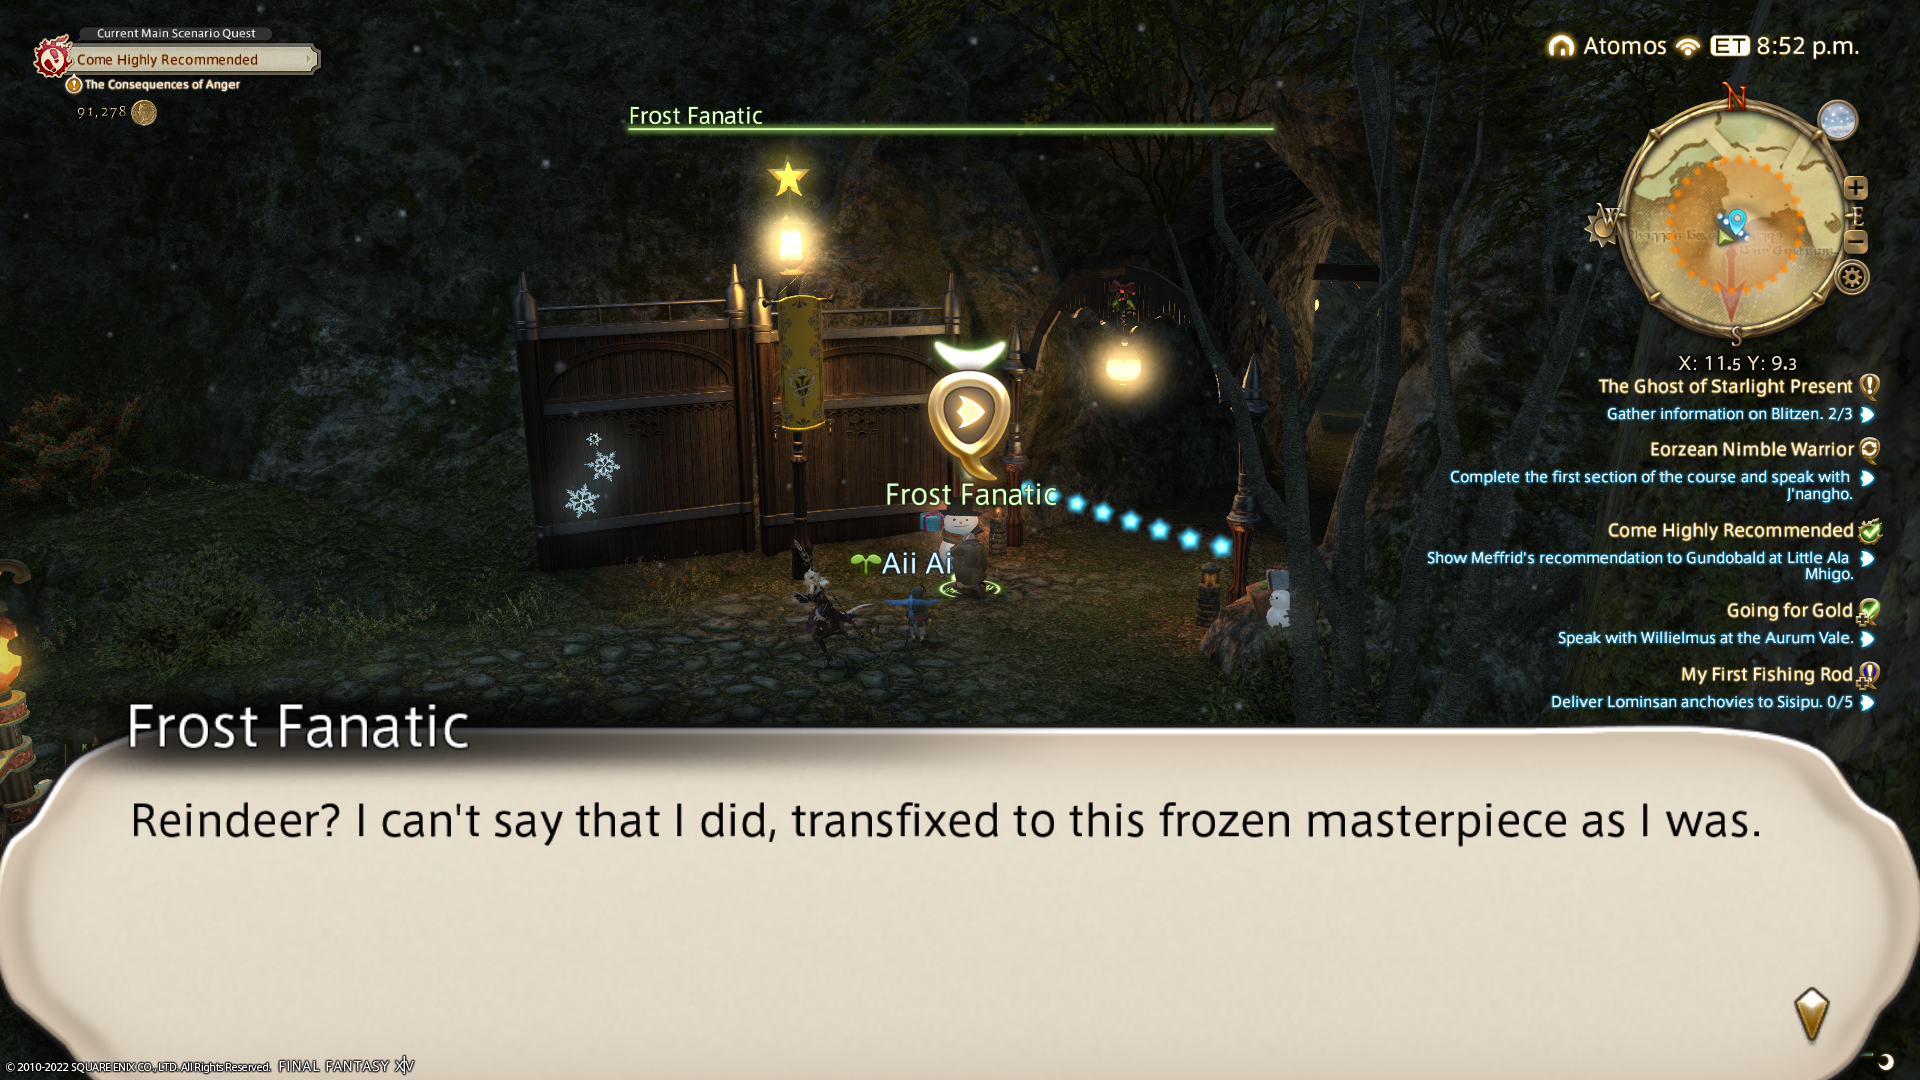 Current Main Scenario Quest
Come Highly Recommended
The Consequences of Anger
91,278
Atomos ET 8:52 p.m.
Frost Fanatic
N
W
E
S
X: 11.5 Y: 9.3
The Ghost of Starlight Present
Gather information on Blitzen. 2/3
Eorzean Nimble Warrior
Complete the first section of the course and speak with
J'nangho.
Come Highly Recommended
Show Meffrid's recommendation to Gundobald at Little Ala
Mhigo.
Going for Gold
Speak with Willielmus at the Aurum Vale.
My First Fishing Rod
Deliver Lominsan anchovies to Sisipu. 0/5
Frost Fanatic
Aii Ai
Frost Fanatic
Reindeer? I can't say that I did, transfixed to this frozen masterpiece as I was.
© 2010-2022 SQUARE ENIX CO., LTD. All Rights Reserved. FINAL FANTASY XIV